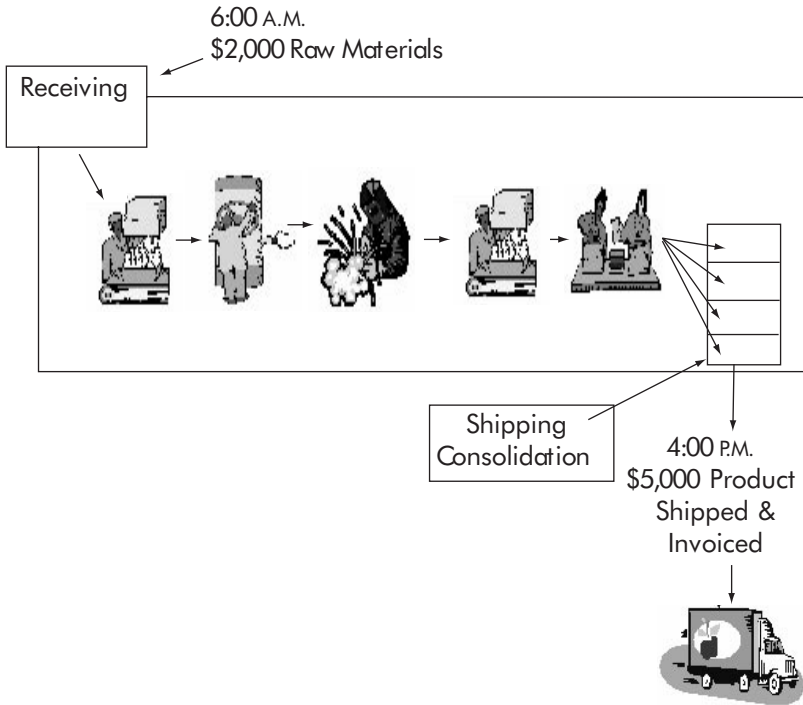 6:00 A.M.
$2,000 Raw Materials
Receiving
Shipping
Consolidation
4:00 P.M.
$5,000 Product
Shipped &
Invoiced